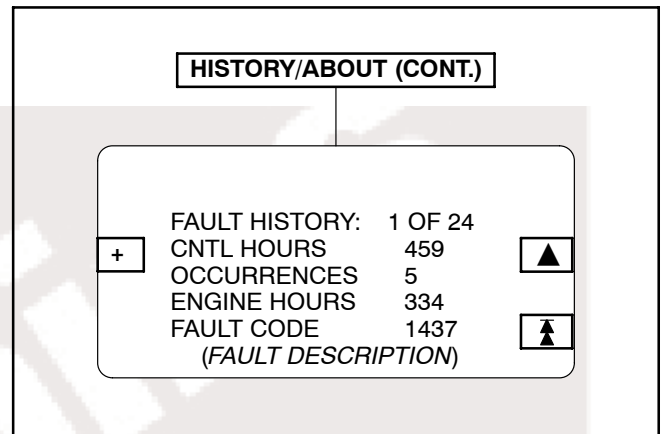 HISTORY/ABOUT (CONT.)
FAULT HISTORY: 1 OF 24
+ CNTL HOURS 459
OCCURRENCES 5
ENGINE HOURS 334
FAULT CODE 1437
(FAULT DESCRIPTION)